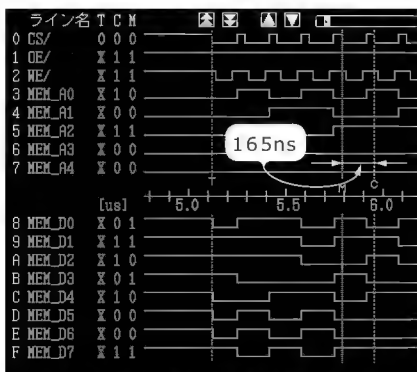 ライン名 T C M
0 CS/ 0 0 0
1 OE/ X 1 1
2 WE/ X 1 1
3 MEM_A0 X 1 0
4 MEM_A1 X 0 0
5 MEM_A2 X 1 1
6 MEM_A3 X 0 0
7 MEM_A4 X 0 0
165ns
T
M
C
[us] 5.0 5.5 6.0
8 MEM_D0 X 0 1
9 MEM_D1 X 1 1
A MEM_D2 X 1 0
B MEM_D3 X 0 1
C MEM_D4 X 1 0
D MEM_D5 X 0 0
E MEM_D6 X 0 0
F MEM_D7 X 1 1